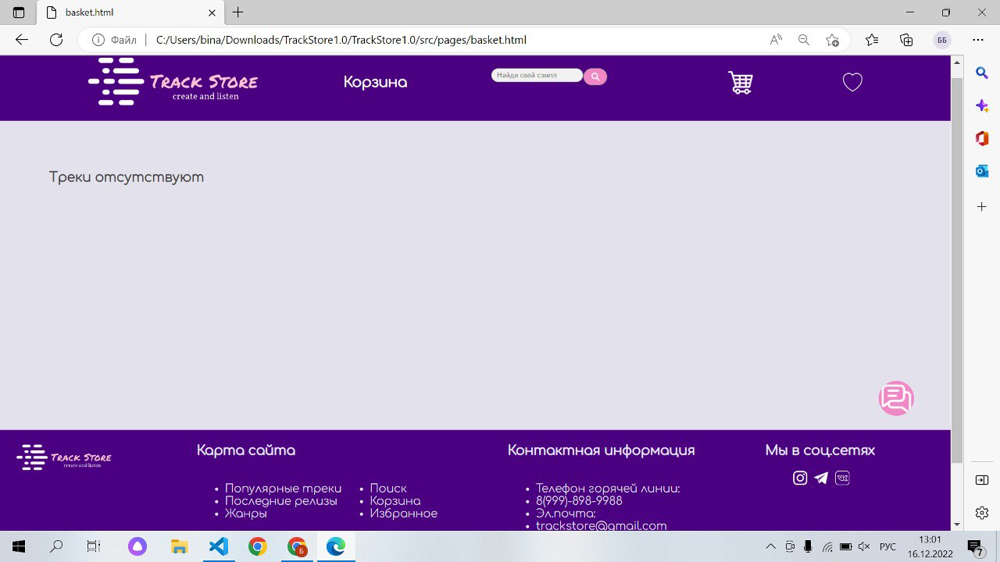 basket.html
Файл
C:/Users/bina/Downloads/TrackStore1.0/TrackStore1.0/src/pages/basket.html
ББ
Track Store
create and listen
Корзина
Найди свой сэмпл
Треки отсутствуют
Track Store
create and listen
Карта сайта
Популярные треки
Последние релизы
Жанры
Поиск
Корзина
Избранное
Контактная информация
Телефон горячей линии:
8(999)-898-9988
Эл.почта:
trackstore@gmail.com
Мы в соц.сетях
Б
РУС
13:01
16.12.2022
7